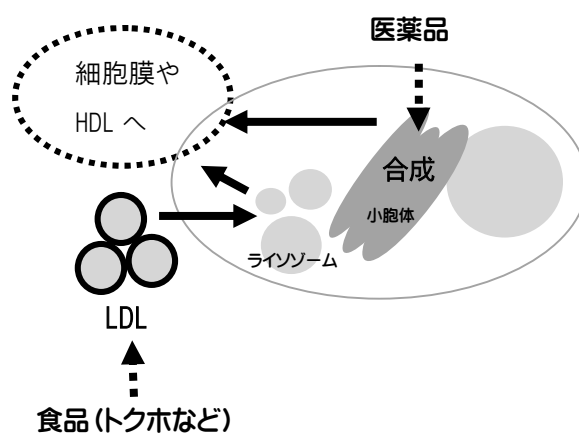 医薬品
細胞膜や
HDL へ
合成
小胞体
ライソゾーム
LDL
食品(トクホなど)